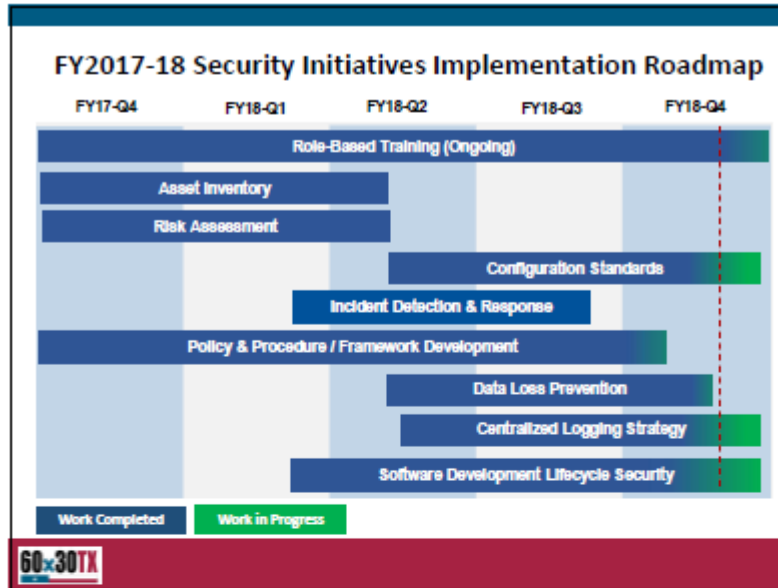 FY2017-18 Security Initiatives Implementation Roadmap
FY17-Q4 FY18-Q1 FY18-Q2 FY18-Q3 FY18-Q4
Role-Based Training (Ongoing)
Asset Inventory
Risk Assessment
Configuration Standards
Incident Detection & Response
Policy & Procedure / Framework Development
Data Loss Prevention
Centralized Logging Strategy
Software Development Lifecycle Security
Work Completed Work in Progress
60x30TX